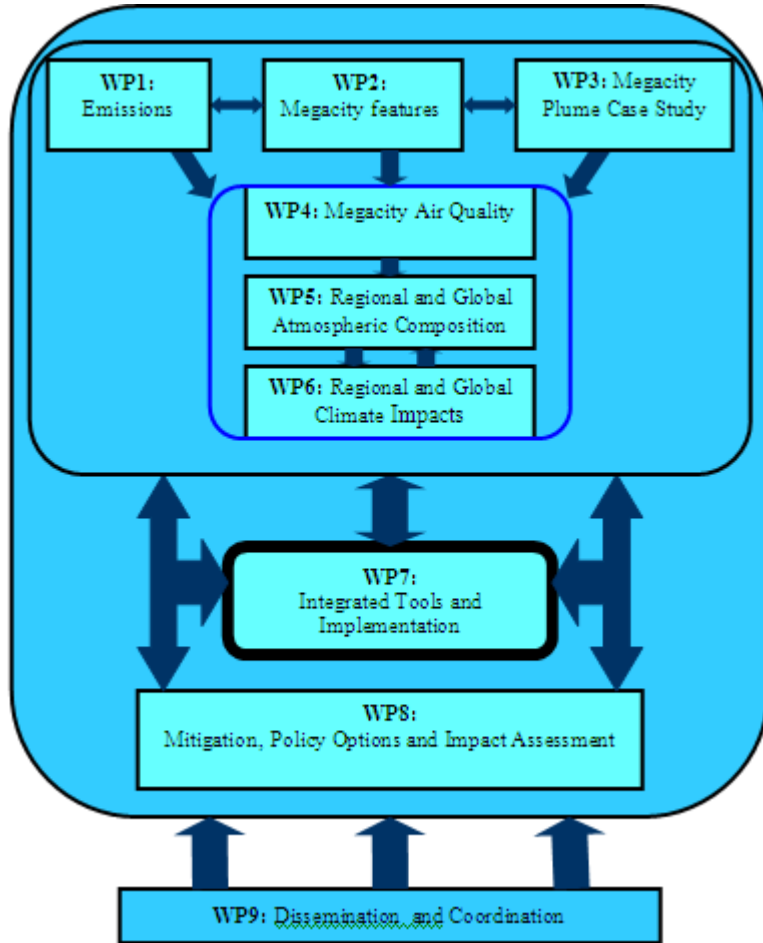 WP1:
Emissions
WP2:
Megacity features
WP3: Megacity
Plume Case Study
WP4: Megacity Air Quality
WP5: Regional and Global
Atmospheric Composition
WP6: Regional and Global
Climate Impacts
WP7:
Integrated Tools and
Implementation
WP8:
Mitigation, Policy Options and Impact Assessment
WP9: Dissemination and Coordination